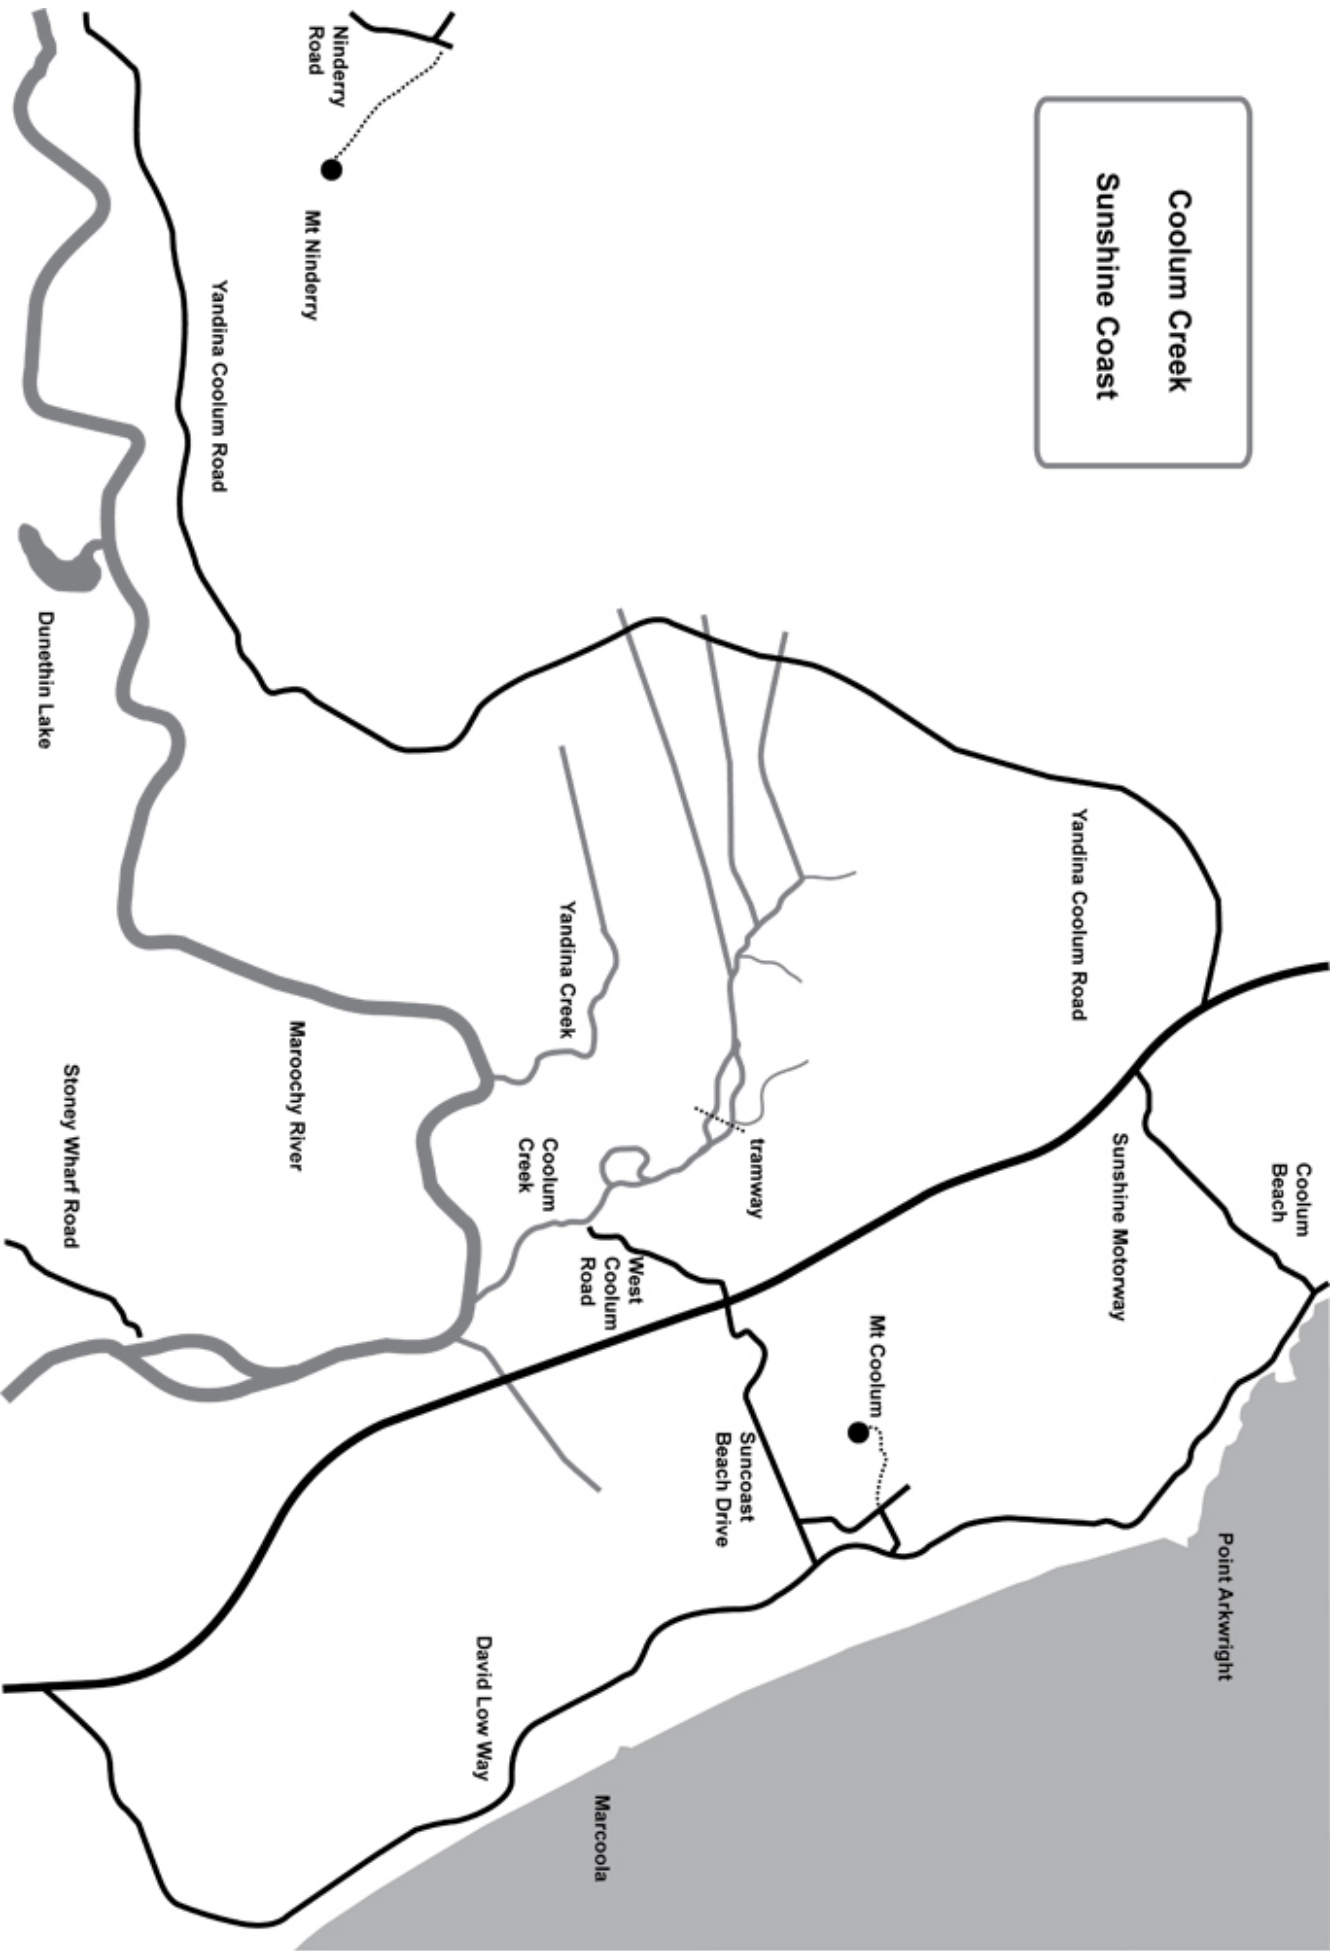 Coolum Creek
Sunshine Coast
Coolum
Beach
Point Arkwright
Yandina Coolum Road
Sunshine Motorway
Mt Coolum
tramway
West
Coolum
Road
Suncoast
Beach Drive
Marcoola
Yandina Creek
Coolum
Creek
David Low Way
Ninderry
Road
Mt Ninderry
Maroochy River
Yandina Coolum Road
Stoney Wharf Road
Dunethin Lake